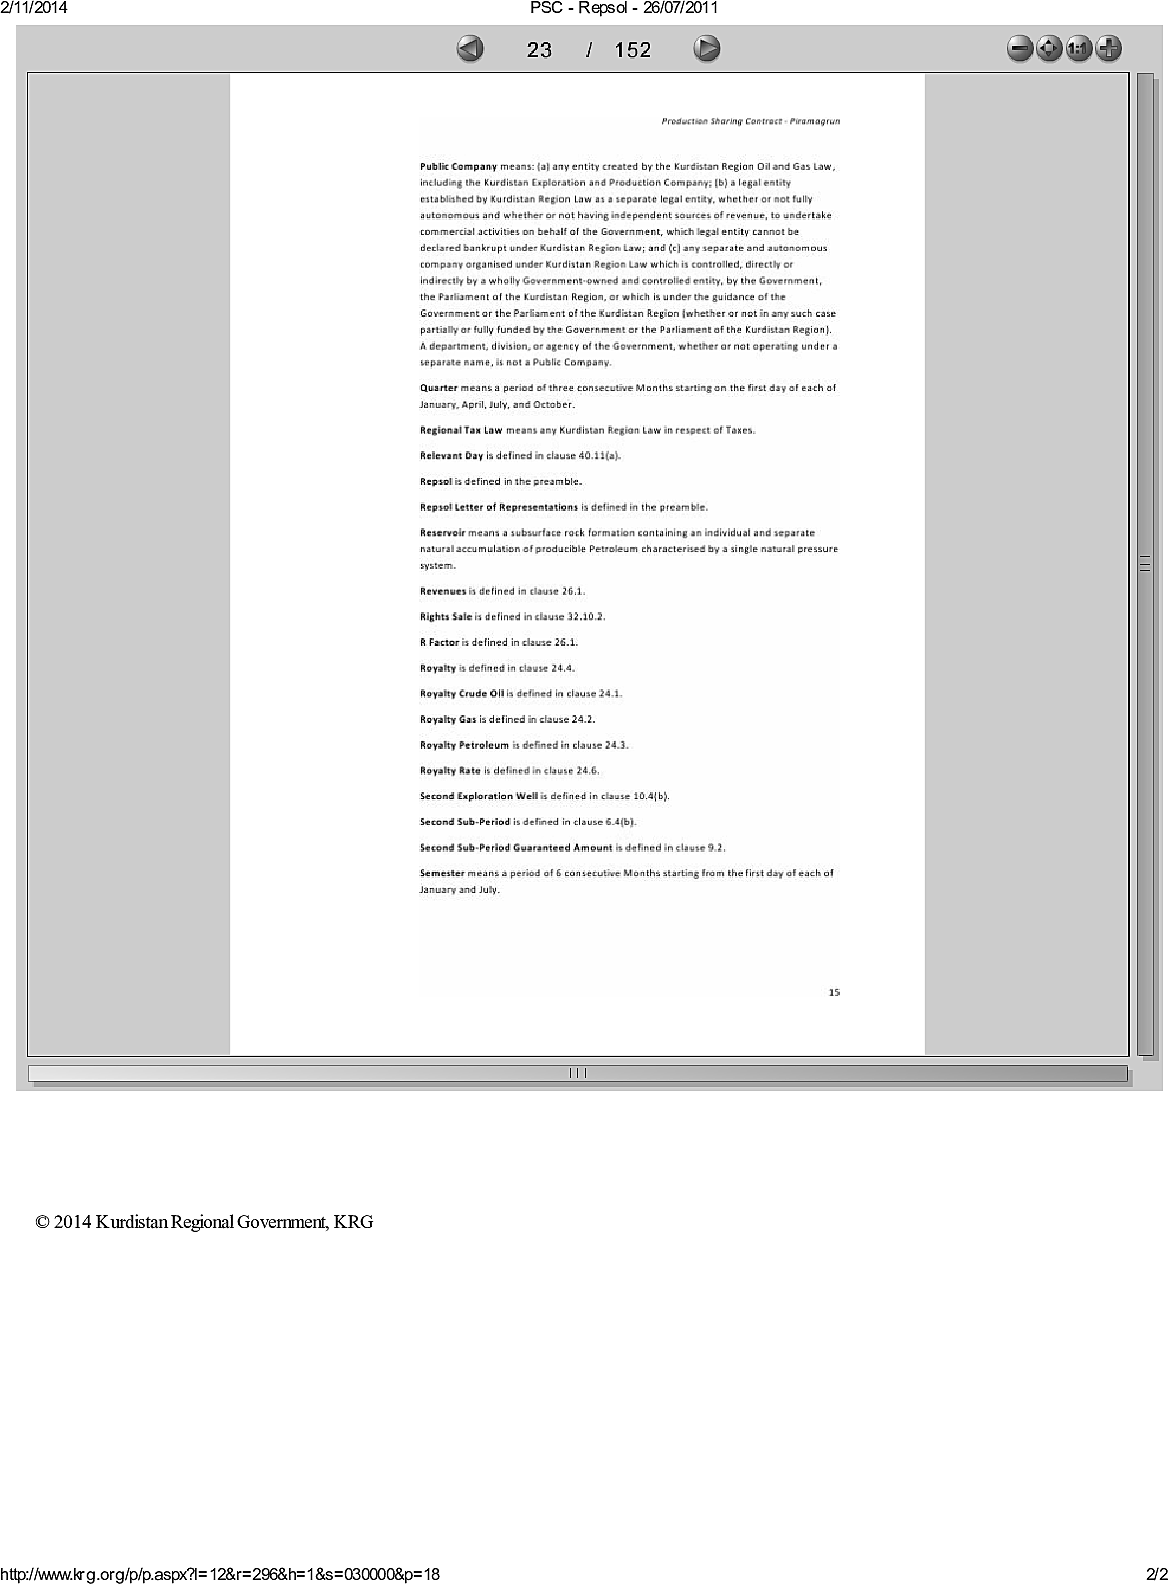 2/11/2014 PSC - Repsol - 26/07/2011
23 / 152
1:1
Production Sharing Contract - Piramagrun
Public Company means: (a) any entity created by the Kurdistan Region Oil and Gas Law,
including the Kurdistan Exploration and Production Company; (b) a legal entity
established by Kurdistan Region Law as a separate legal entity, whether or not fully
autonomous and whether or not having independent sources of revenue, to undertake
commercial activities on behalf of the Government, which legal entity cannot be
declared bankrupt under Kurdistan Region Law; and (c) any separate and autonomous
company organised under Kurdistan Region Law which is controlled, directly or
indirectly by a wholly Government-owned and controlled entity, by the Government,
the Parliament of the Kurdistan Region, or which is under the guidance of the
Government or the Parliament of the Kurdistan Region (whether or not in any such case
partially or fully funded by the Government or the Parliament of the Kurdistan Region).
A department, division, or agency of the Government, whether or not operating under a
separate name, is not a Public Company.
Quarter means a period of three consecutive Months starting on the first day of each of
January, April, July, and October.
Regional Tax Law means any Kurdistan Region Law in respect of Taxes.
Relevant Day is defined in clause 40.11(a).
Repsol is defined in the preamble.
Repsol Letter of Representations is defined in the preamble.
Reservoir means a subsurface rock formation containing an individual and separate
natural accumulation of producible Petroleum characterised by a single natural pressure
system.
Revenues is defined in clause 26.1.
Rights Sale is defined in clause 32.10.2.
R Factor is defined in clause 26.1.
Royalty is defined in clause 24.4.
Royalty Crude Oil is defined in clause 24.1.
Royalty Gas is defined in clause 24.2.
Royalty Petroleum is defined in clause 24.3.
Royalty Rate is defined in clause 24.6.
Second Exploration Well is defined in clause 10.4(b).
Second Sub-Period is defined in clause 6.4(b).
Second Sub-Period Guaranteed Amount is defined in clause 9.2.
Semester means a period of 6 consecutive Months starting from the first day of each of
January and July.
15
© 2014 Kurdistan Regional Government, KRG
http://www.krg.org/p/p.aspx?l=12&r=296&h=1&s=030000&p=18 2/2